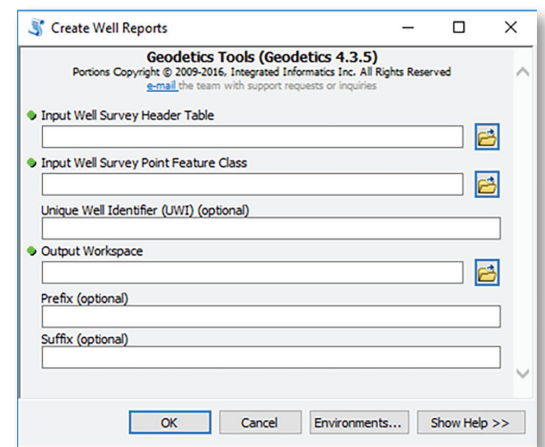 Create Well Reports
Geodetics Tools (Geodetics 4.3.5)
Portions Copyright © 2009-2016, Integrated Informatics Inc. All Rights Reserved
e-mail the team with support requests or inquiries
Input Well Survey Header Table
Input Well Survey Point Feature Class
Unique Well Identifier (UWI) (optional)
Output Workspace
Prefix (optional)
Suffix (optional)
OK Cancel Environments... Show Help >>